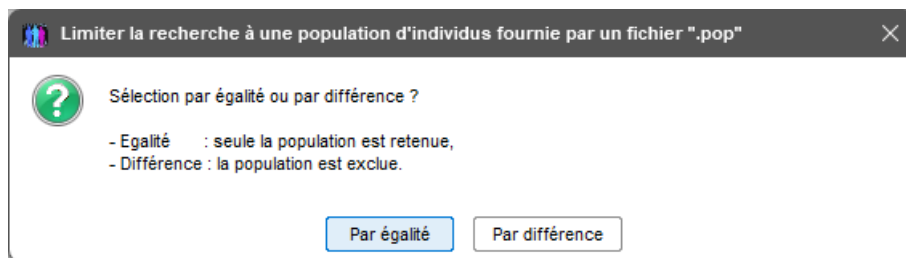 Limiter la recherche à une population d'individus fournie par un fichier ".pop"
Sélection par égalité ou par différence ?
- Egalité : seule la population est retenue,
- Différence : la population est exclue.
Par égalité
Par différence